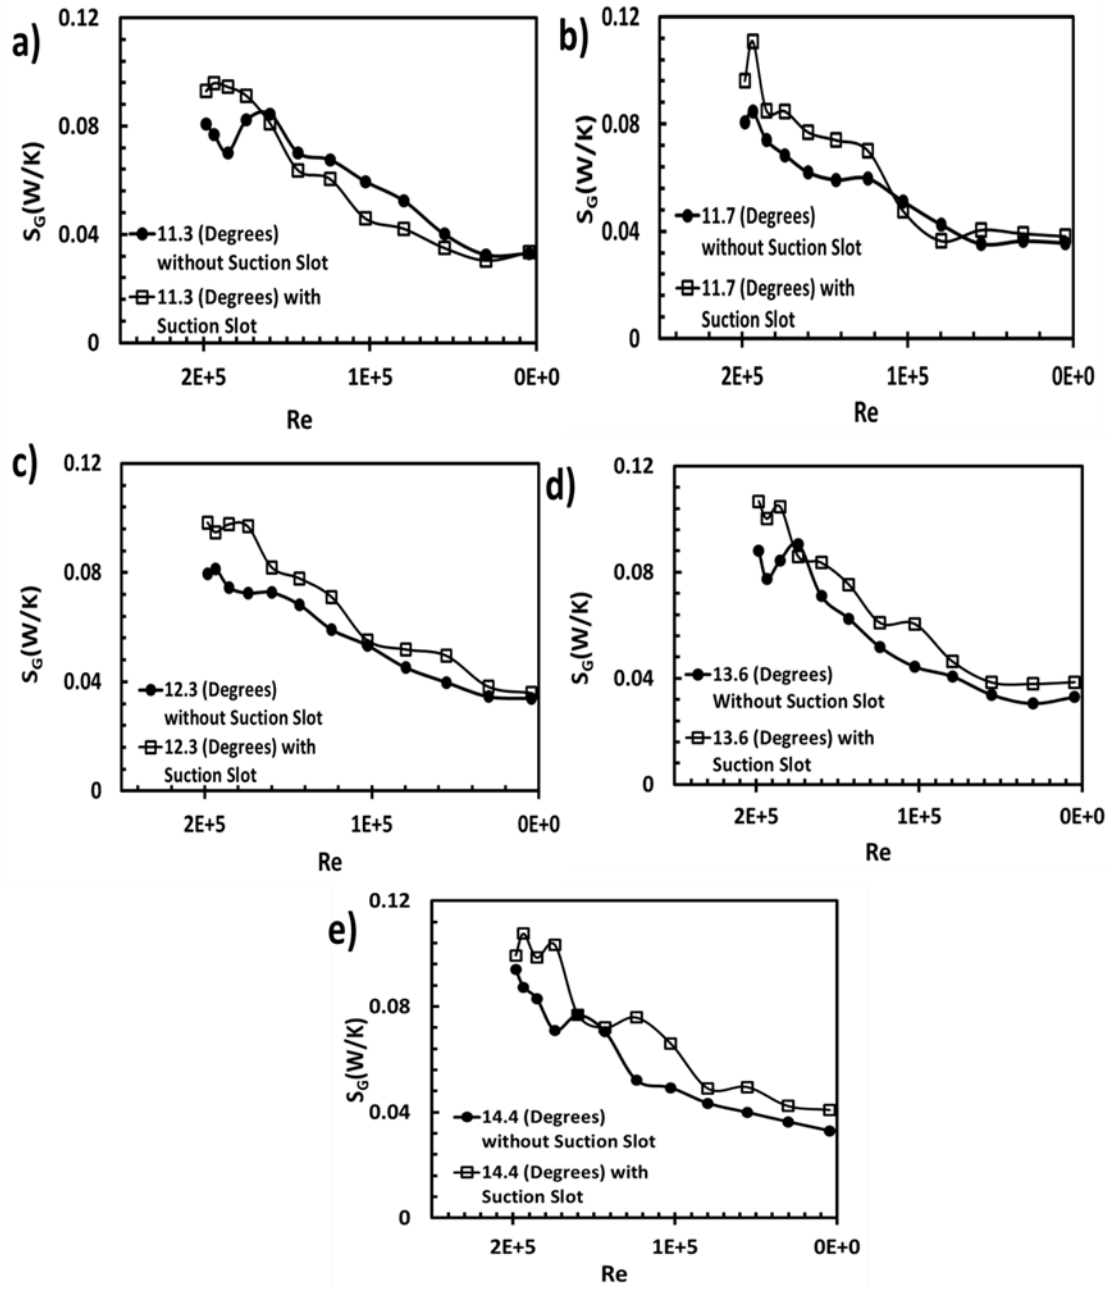 a)
0.12
0.08
0.04
0
SG(W/K)
11.3 (Degrees)
without Suction Slot
11.3 (Degrees) with
Suction Slot
2E+5
1E+5
0E+0
Re
b)
0.12
0.08
0.04
0
SG(W/K)
11.7 (Degrees)
without Suction Slot
11.7 (Degrees) with
Suction Slot
2E+5
1E+5
0E+0
Re
c)
0.12
0.08
0.04
0
SG(W/K)
12.3 (Degrees)
without Suction Slot
12.3 (Degrees) with
Suction Slot
2E+5
1E+5
0E+0
Re
d)
0.12
0.08
0.04
0
SG(W/K)
13.6 (Degrees)
Without Suction Slot
13.6 (Degrees) with
Suction Slot
2E+5
1E+5
0E+0
Re
e)
0.12
0.08
0.04
0
SG(W/K)
14.4 (Degrees)
without Suction Slot
14.4 (Degrees) with
Suction Slot
2E+5
1E+5
0E+0
Re